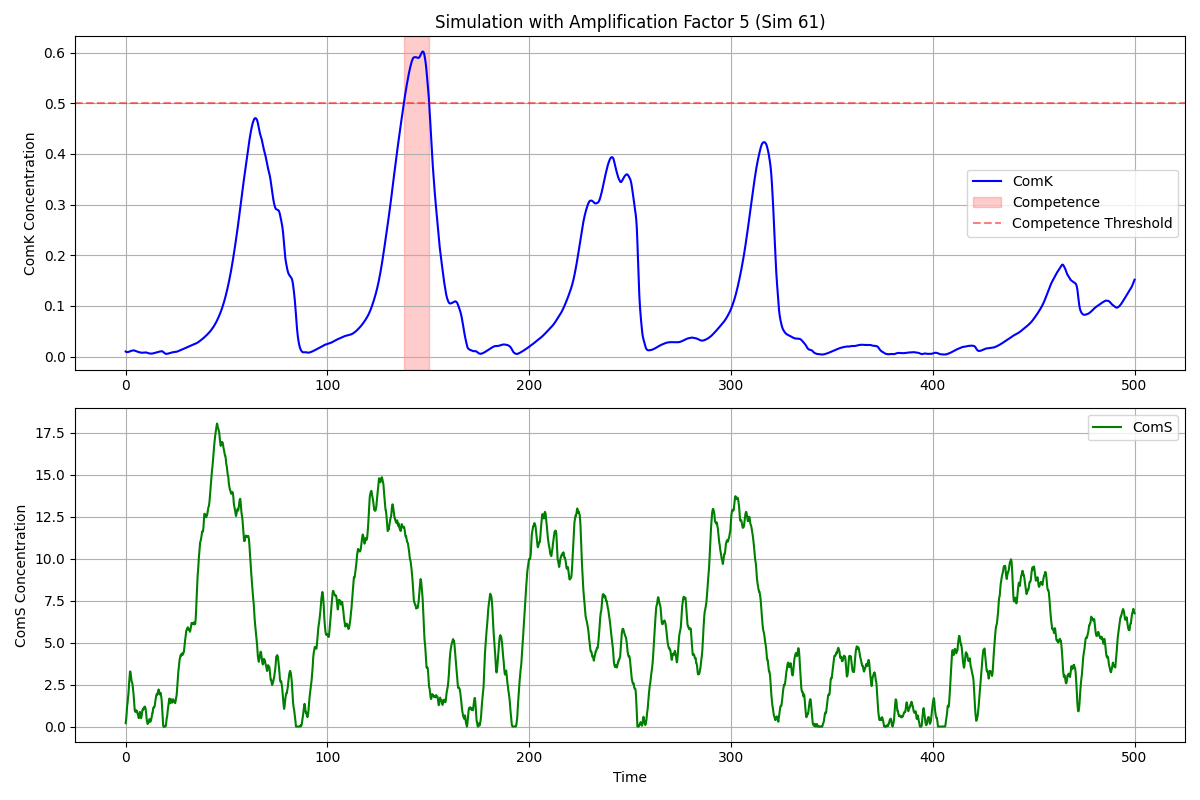 Simulation with Amplification Factor 5 (Sim 61)
ComK Concentration
0.6
0.5
0.4
0.3
0.2
0.1
0.0
ComK
Competence
Competence Threshold
0 100 200 300 400 500
ComS Concentration
17.5
15.0
12.5
10.0
7.5
5.0
2.5
0.0
ComS
0 100 200 300 400 500
Time